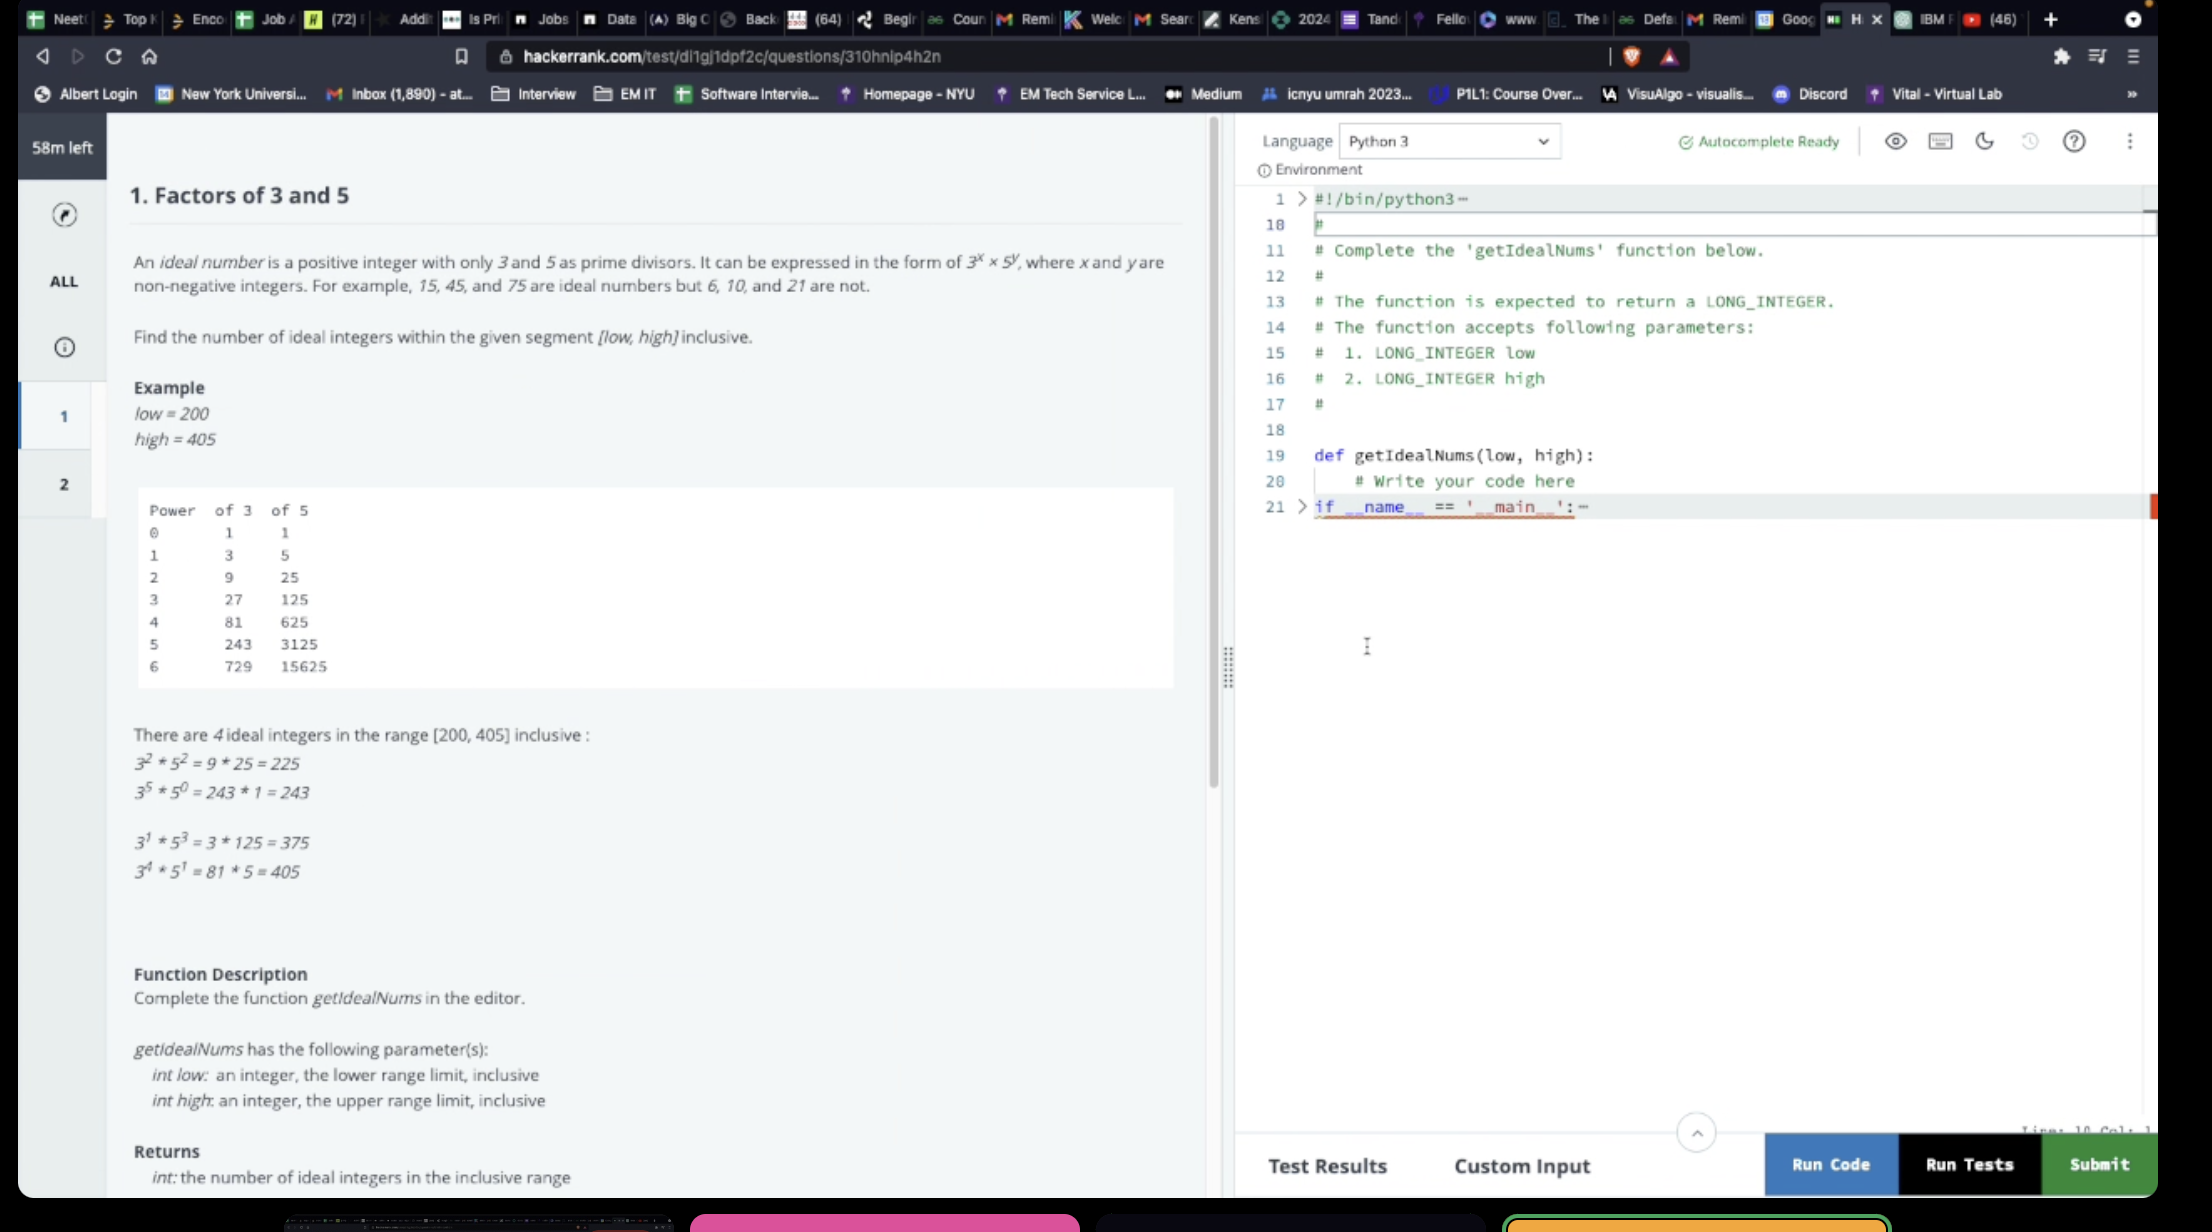 Neet
Top
Enco
Job
(72)
Addi
Is Pri
Jobs
Data
Big
Back
(64)
Begin
Coun
Remi
Welc
Sear
Kens
2024
Tand
Fello
www
The
Defa
Remi
Goog
IBM
(46)
hackerrank.com/test/
/questions/
Albert Login
New York Universi...
Inbox (1,890) - at...
Interview
EM IT
Software Intervie...
Homepage - NYU
EM Tech Service L...
Medium
icnyu umrah 2023...
P1L1: Course Over...
VisuAlgo - visualis...
Discord
Vital - Virtual Lab
58m left
ALL
1
2
1. Factors of 3 and 5
An ideal number is a positive integer with only 3 and 5 as prime divisors. It can be expressed in the form of 3^x × 5^y, where x and y are
non-negative integers. For example, 15, 45, and 75 are ideal numbers but 6, 10, and 21 are not.
Find the number of ideal integers within the given segment [low, high] inclusive.
Example
low = 200
high = 405
Power of 3 of 5
0 1 1
1 3 5
2 9 25
3 27 125
4 81 625
5 243 3125
6 729 15625
There are 4 ideal integers in the range [200, 405] inclusive :
3^2 * 5^2 = 9 * 25 = 225
3^5 * 5^0 = 243 * 1 = 243
3^1 * 5^3 = 3 * 125 = 375
3^4 * 5^1 = 81 * 5 = 405
Function Description
Complete the function getIdealNums in the editor.
getIdealNums has the following parameter(s):
int low: an integer, the lower range limit, inclusive
int high: an integer, the upper range limit, inclusive
Returns
int: the number of ideal integers in the inclusive range
Language Python 3
Autocomplete Ready
Environment
1 #!/bin/python3
10 #
11 # Complete the 'getIdealNums' function below.
12 #
13 # The function is expected to return a LONG_INTEGER.
14 # The function accepts following parameters:
15 # 1. LONG_INTEGER low
16 # 2. LONG_INTEGER high
17 #
18
19 def getIdealNums(low, high):
20 # Write your code here
21 if __name__ == '__main__':
Test Results
Custom Input
Run Code
Run Tests
Submit